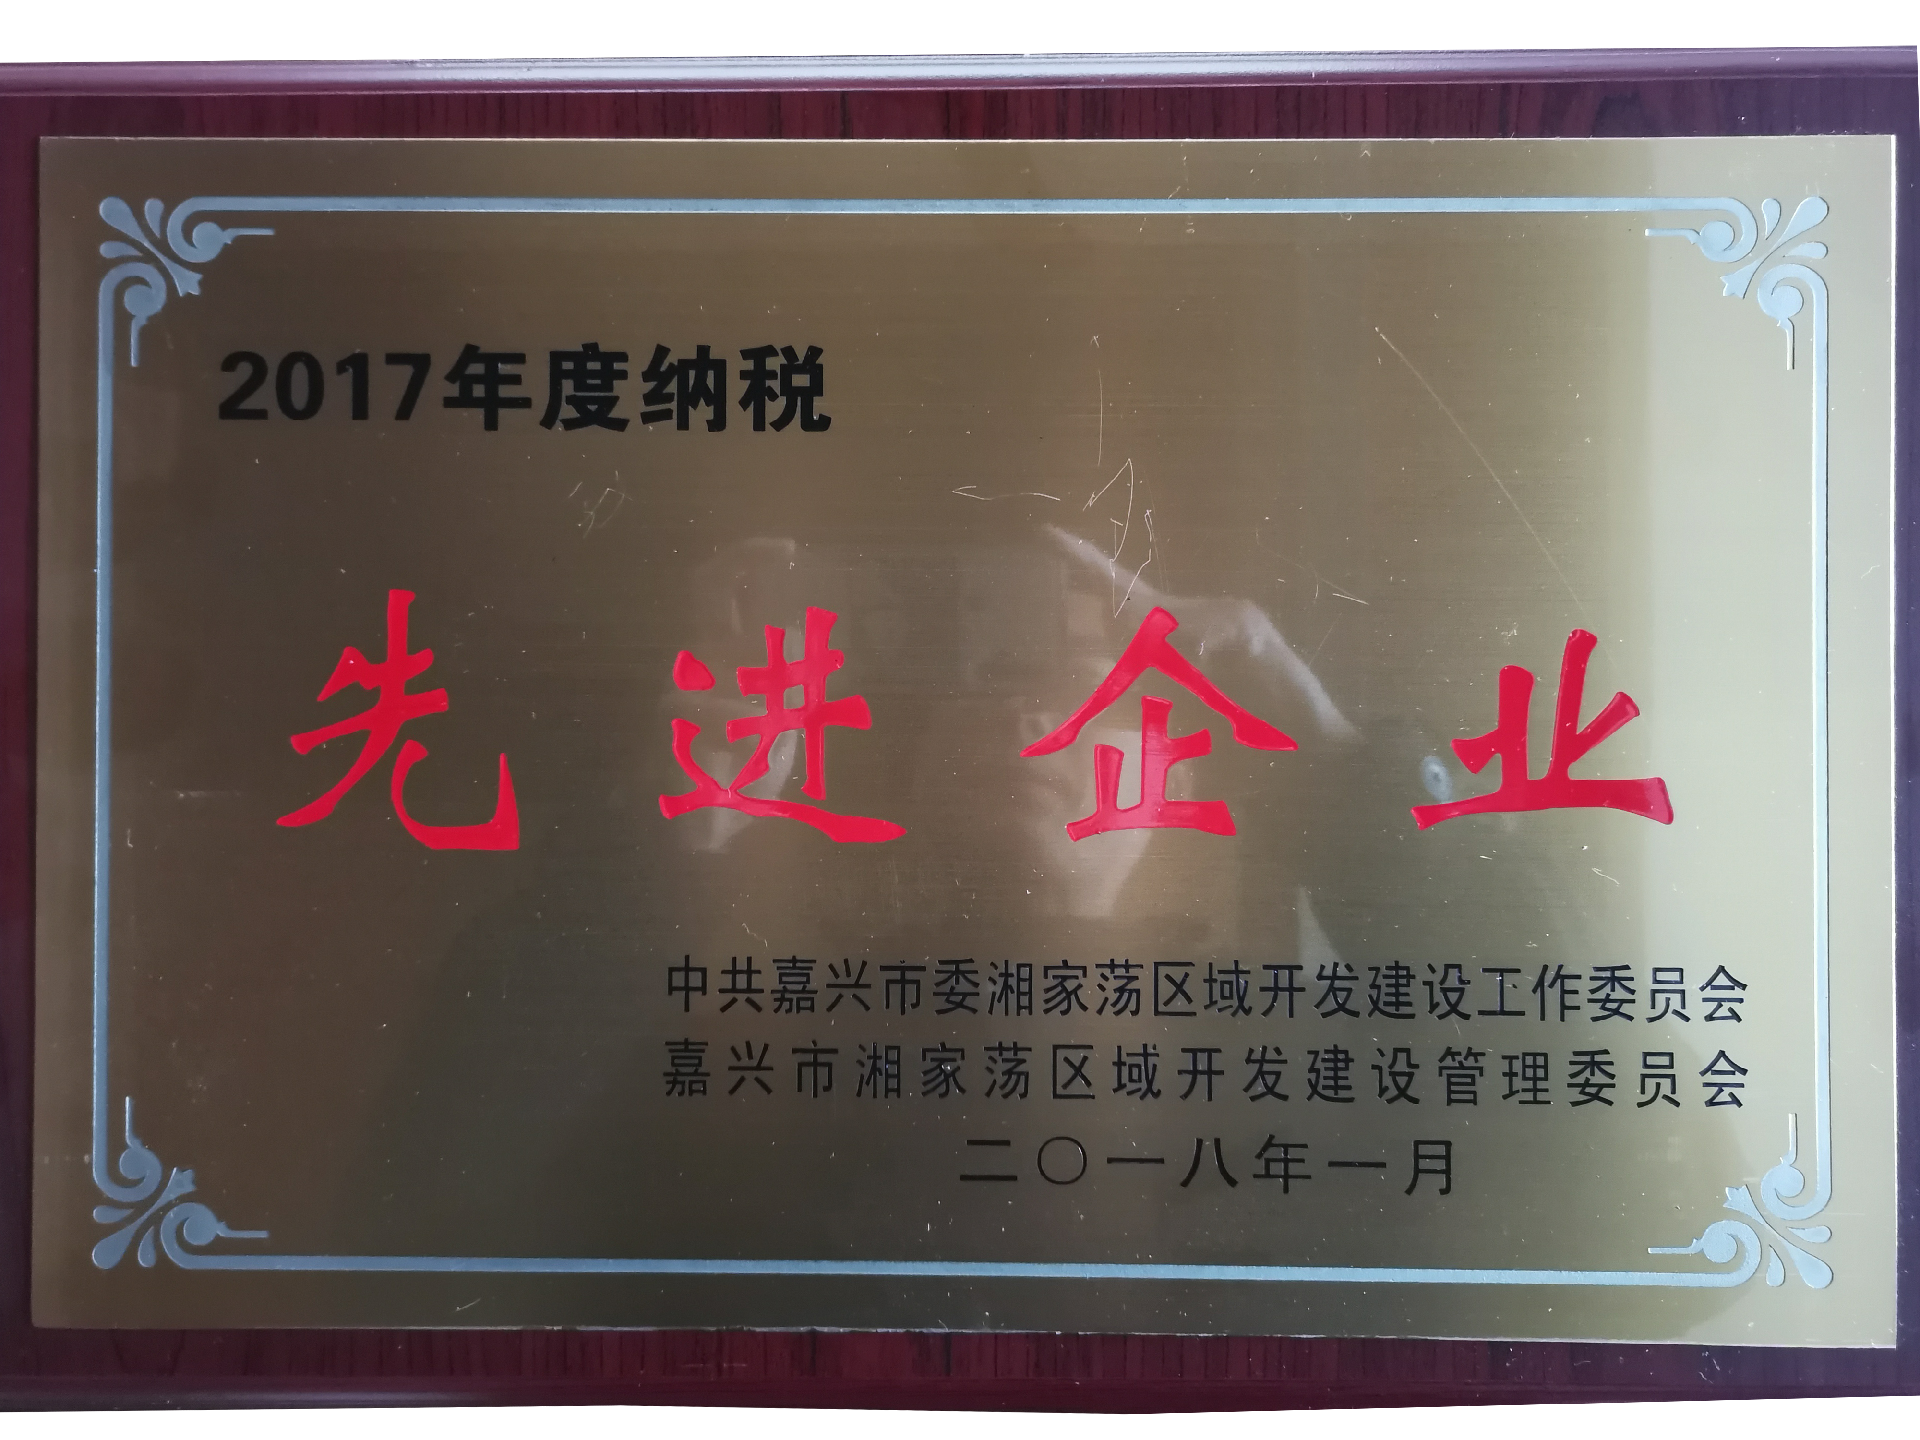 2017年度纳税
先进企业
中共嘉兴市委湘家荡区域开发建设工作委员会
嘉兴市湘家荡区域开发建设管理委员会
二〇一八年一月